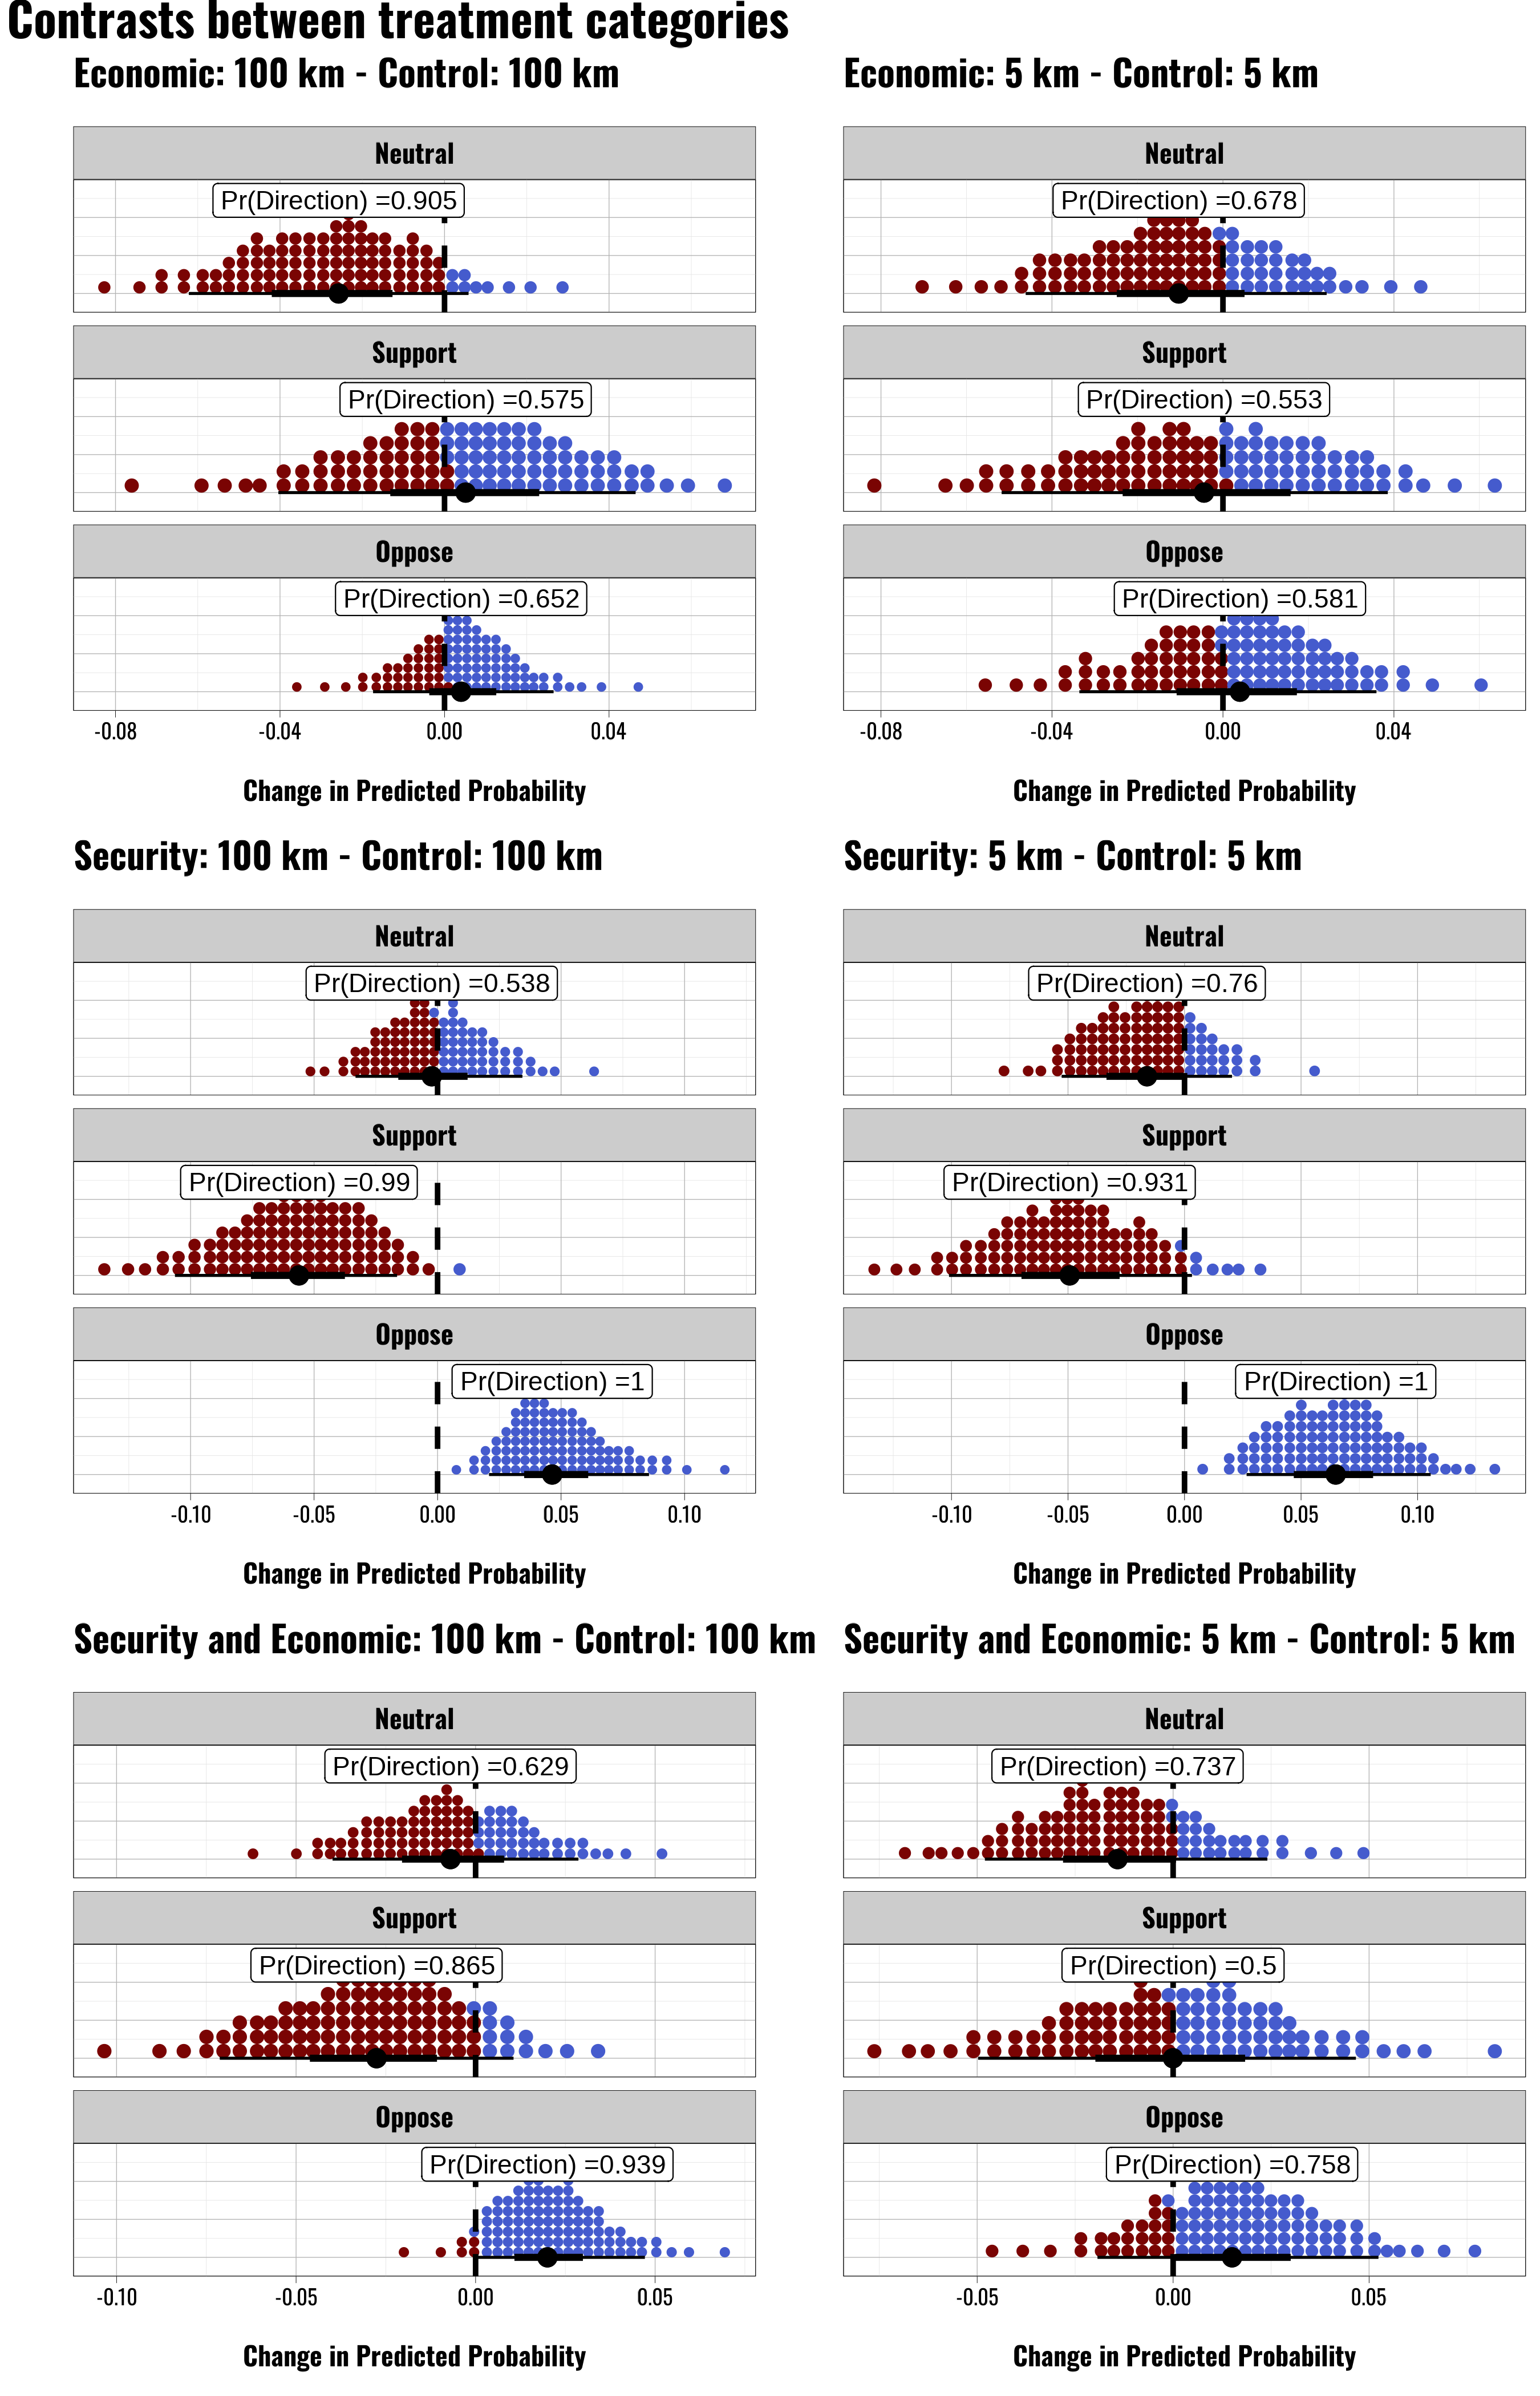 Contrasts between treatment categories
Economic: 100 km - Control: 100 km
Neutral
Pr(Direction) =0.905
Support
Pr(Direction) =0.575
Oppose
Pr(Direction) =0.652
-0.08 -0.04 0.00 0.04
Change in Predicted Probability
Economic: 5 km - Control: 5 km
Neutral
Pr(Direction) =0.678
Support
Pr(Direction) =0.553
Oppose
Pr(Direction) =0.581
-0.08 -0.04 0.00 0.04
Change in Predicted Probability
Security: 100 km - Control: 100 km
Neutral
Pr(Direction) =0.538
Support
Pr(Direction) =0.99
Oppose
Pr(Direction) =1
-0.10 -0.05 0.00 0.05 0.10
Change in Predicted Probability
Security: 5 km - Control: 5 km
Neutral
Pr(Direction) =0.76
Support
Pr(Direction) =0.931
Oppose
Pr(Direction) =1
-0.10 -0.05 0.00 0.05 0.10
Change in Predicted Probability
Security and Economic: 100 km - Control: 100 km
Neutral
Pr(Direction) =0.629
Support
Pr(Direction) =0.865
Oppose
Pr(Direction) =0.939
-0.10 -0.05 0.00 0.05
Change in Predicted Probability
Security and Economic: 5 km - Control: 5 km
Neutral
Pr(Direction) =0.737
Support
Pr(Direction) =0.5
Oppose
Pr(Direction) =0.758
-0.05 0.00 0.05
Change in Predicted Probability